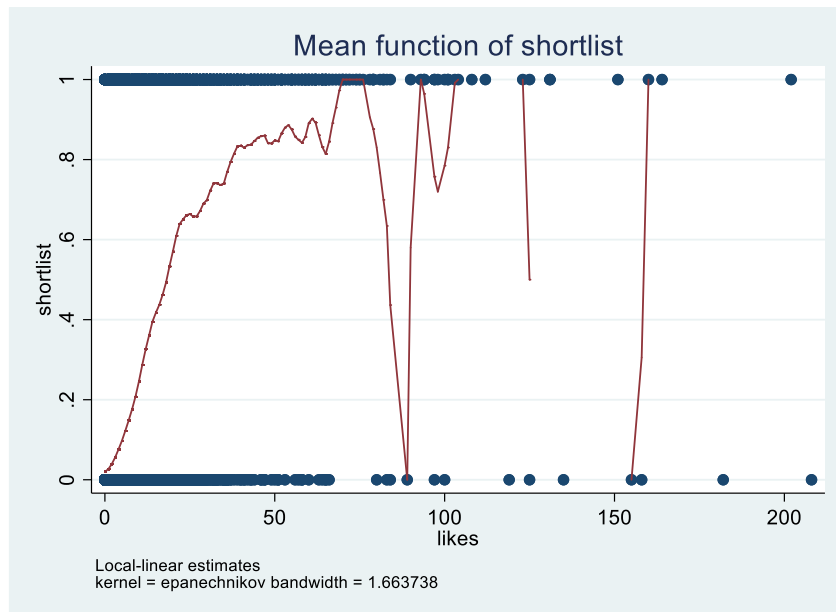 Mean function of shortlist
1
.8
.6
.4
.2
0
shortlist
0 50 100 150 200
likes
Local-linear estimates
kernel = epanechnikov bandwidth = 1.663738